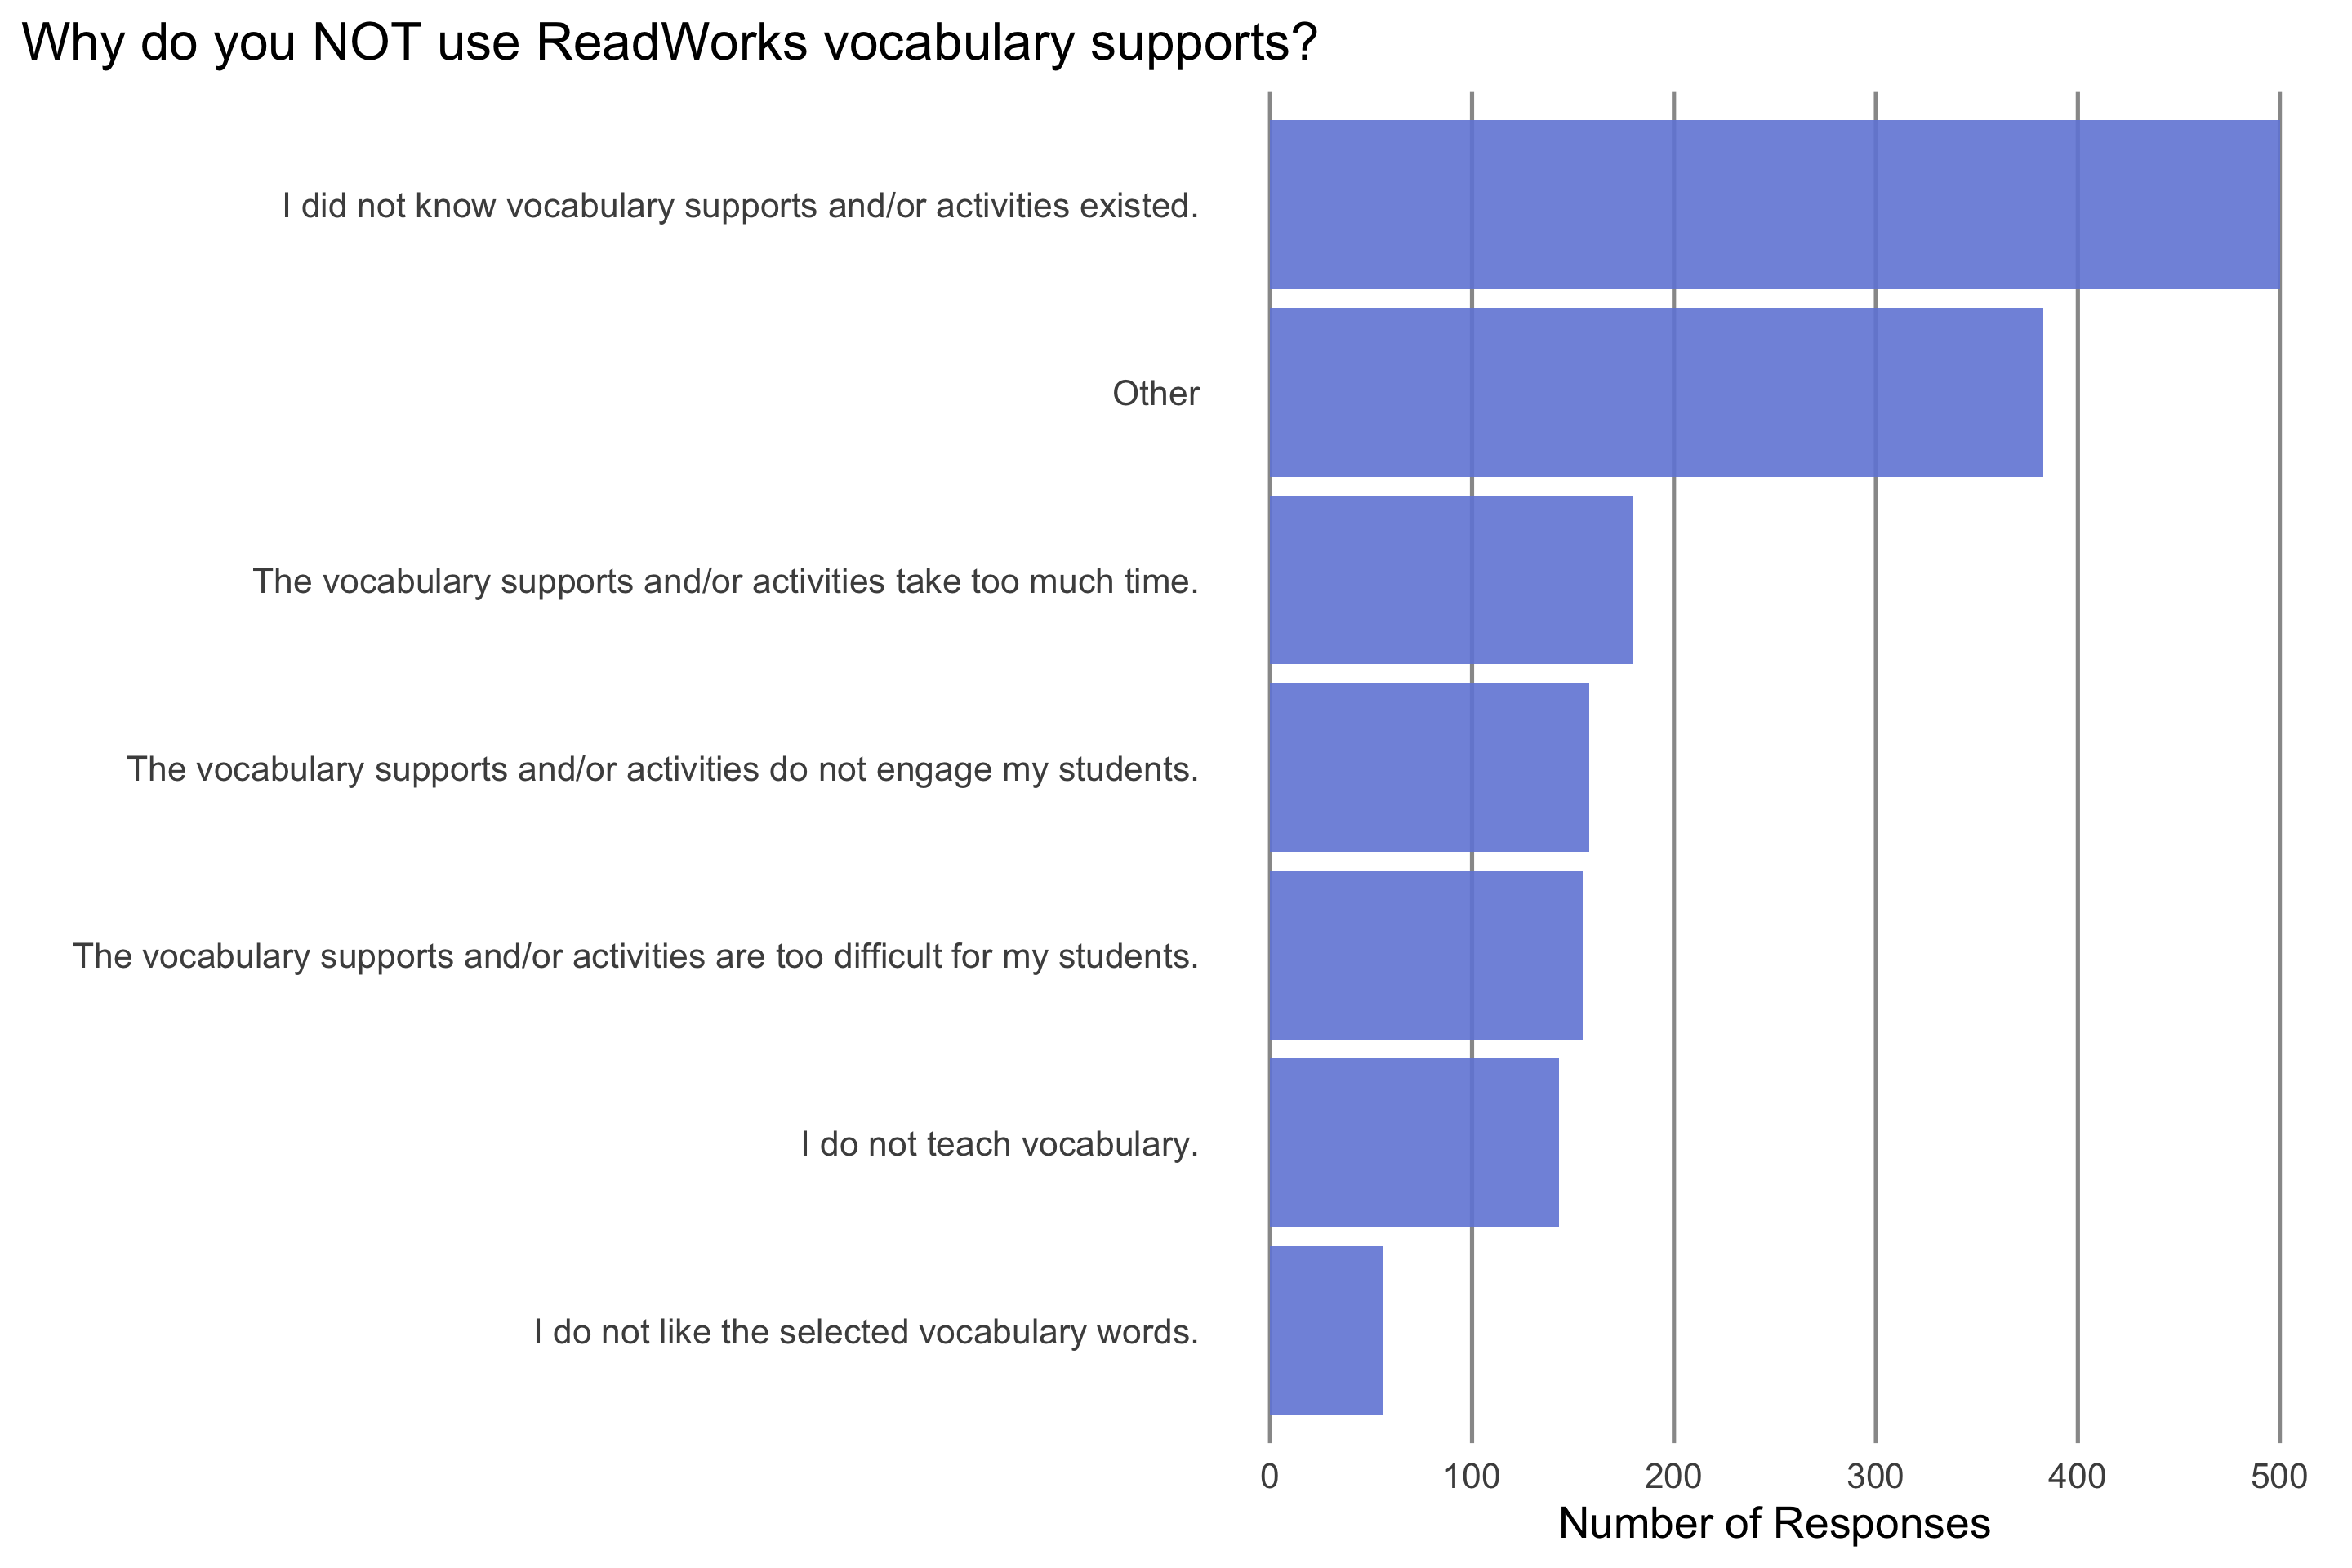 Why do you NOT use ReadWorks vocabulary supports?
I did not know vocabulary supports and/or activities existed.
Other
The vocabulary supports and/or activities take too much time.
The vocabulary supports and/or activities do not engage my students.
The vocabulary supports and/or activities are too difficult for my students.
I do not teach vocabulary.
I do not like the selected vocabulary words.
0 100 200 300 400 500
Number of Responses